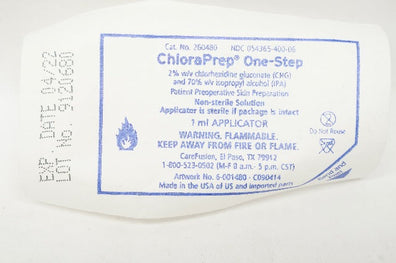 Cat. No. 260480 NDC 054365-400-06
ChloraPrep® One-Step
2% w/v chlorhexidine gluconate (CHG)
and 70% v/v isopropyl alcohol (IPA)
Patient Preoperative Skin Preparation
Non-sterile Solution
Applicator is sterile if package is intact
1 ml APPLICATOR
WARNING. FLAMMABLE.
KEEP AWAY FROM FIRE OR FLAME.
CareFusion, El Paso, TX 79912
1-800-523-0502 (M-F 8 a.m. - 5 p.m. CST)
Artwork No. 6-001480 - C090414
Made in the USA of US and imported parts
Do Not Reuse
EXP. DATE 04/22
LOT No. 9120680